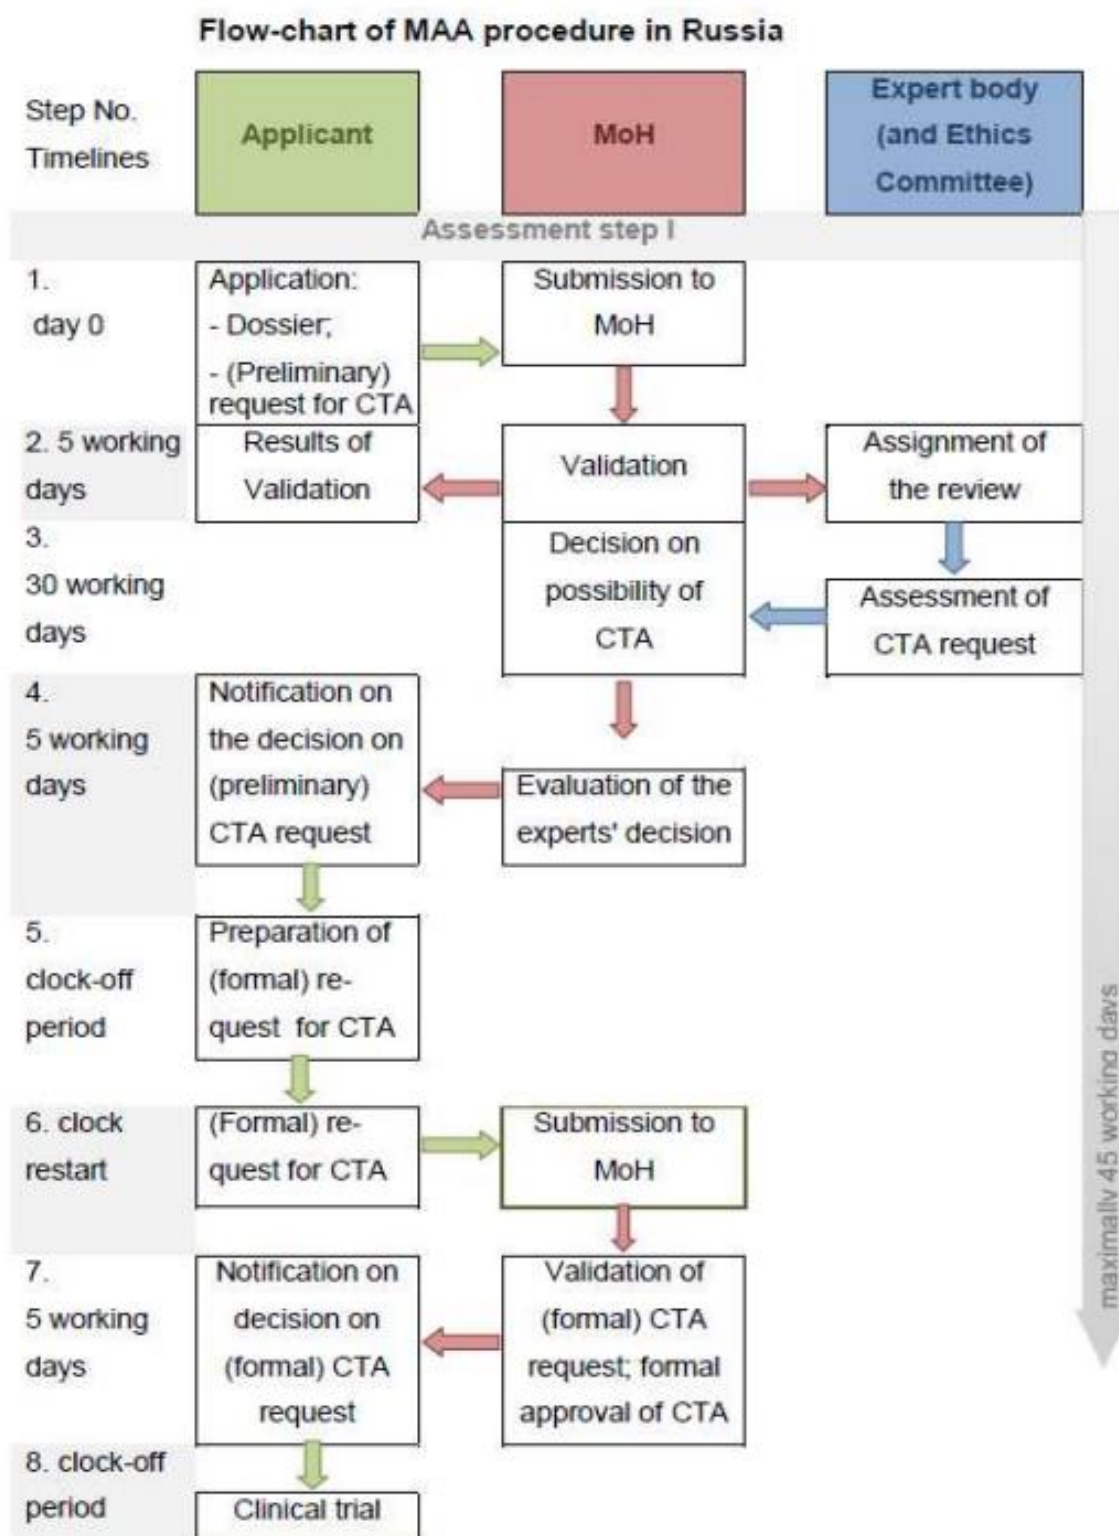 Flow-chart of MAA procedure in Russia
Step No.
Timelines
Applicant
MoH
Expert body
(and Ethics
Committee)
Assessment step I
1.
day 0
Application:
- Dossier;
- (Preliminary)
request for CTA
Submission to
MoH
2. 5 working
days
Results of
Validation
Validation
Assignment of
the review
3.
30 working
days
Decision on
possibility of
CTA
Assessment of
CTA request
4.
5 working
days
Notification on
the decision on
(preliminary)
CTA request
Evaluation of the
experts' decision
5.
clock-off
period
Preparation of
(formal) re-
quest for CTA
6. clock
restart
(Formal) re-
quest for CTA
Submission to
MoH
7.
5 working
days
Notification on
decision on
(formal) CTA
request
Validation of
(formal) CTA
request; formal
approval of CTA
8. clock-off
period
Clinical trial
maximally 45 working days